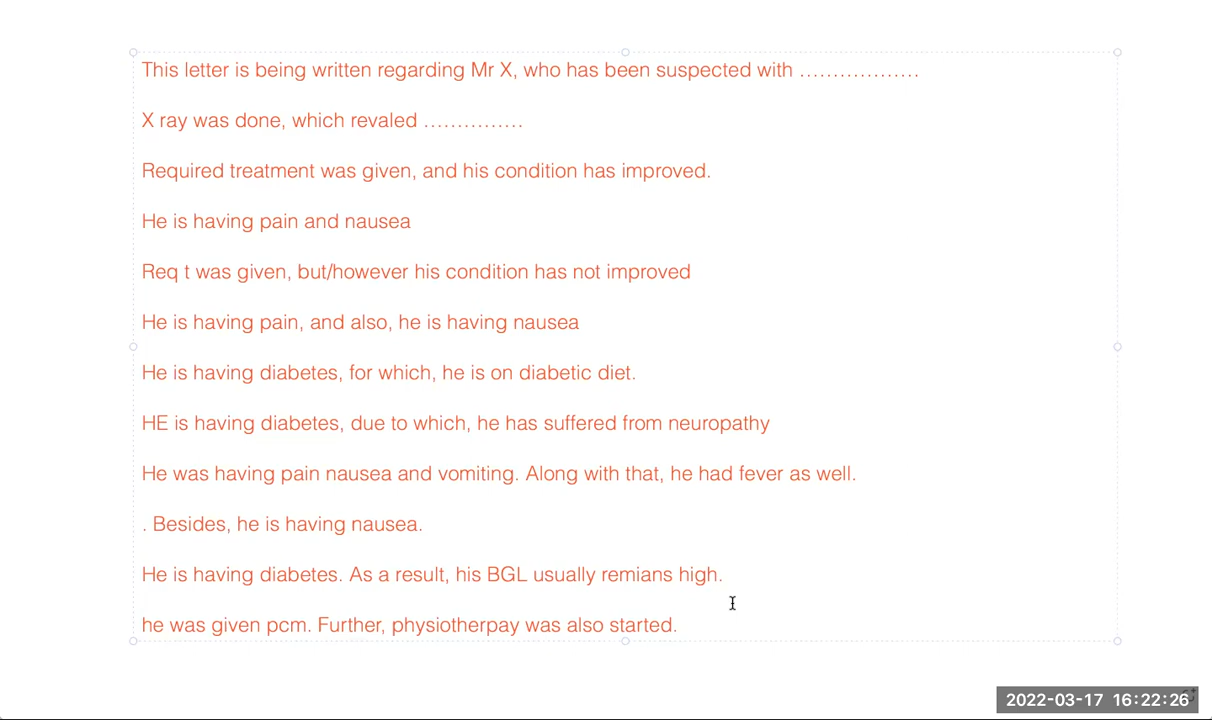 This letter is being written regarding Mr X, who has been suspected with ………………
X ray was done, which revaled ……………
Required treatment was given, and his condition has improved.
He is having pain and nausea
Req t was given, but/however his condition has not improved
He is having pain, and also, he is having nausea
He is having diabetes, for which, he is on diabetic diet.
HE is having diabetes, due to which, he has suffered from neuropathy
He was having pain nausea and vomiting. Along with that, he had fever as well.
. Besides, he is having nausea.
He is having diabetes. As a result, his BGL usually remians high.
he was given pcm. Further, physiotherpay was also started.
2022-03-17 16:22:26